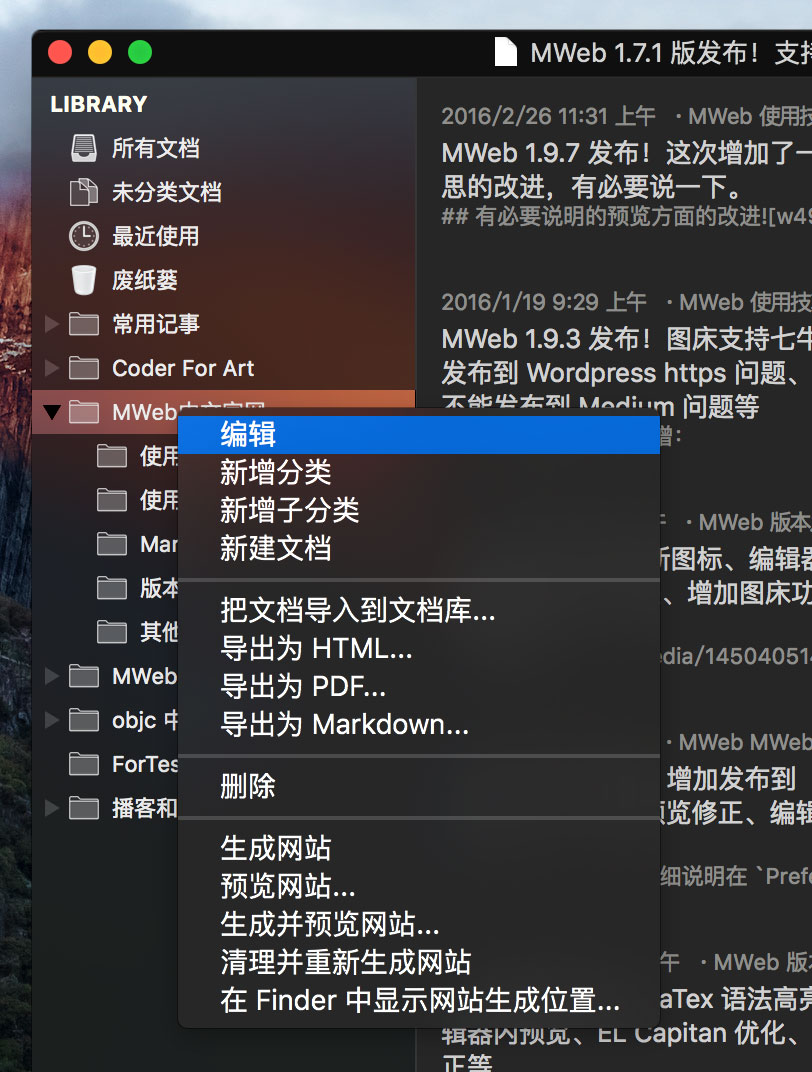 MWeb 1.7.1 版发布！支持
LIBRARY
所有文档
未分类文档
最近使用
废纸篓
常用记事
Coder For Art
MWeb中文官网
使用
使用
Mar
版本
其他
MWeb
objc 中
ForTes
播客和
编辑
新增分类
新增子分类
新建文档
把文档导入到文档库...
导出为 HTML...
导出为 PDF...
导出为 Markdown...
删除
生成网站
预览网站...
生成并预览网站...
清理并重新生成网站
在 Finder 中显示网站生成位置...
2016/2/26 11:31 上午 · MWeb 使用技
MWeb 1.9.7 发布！这次增加了一
思的改进，有必要说一下。
## 有必要说明的预览方面的改进![w49
2016/1/19 9:29 上午 · MWeb 使用技
MWeb 1.9.3 发布！图床支持七牛
发布到 Wordpress https 问题、
不能发布到 Medium 问题等
增：
· MWeb 版本
新图标、编辑器
、增加图床功
edia/14504051
· MWeb MWeb
增加发布到
预览修正、编辑
细说明在 `Prefe
午 · MWeb 版本
aTex 语法高亮
辑器内预览、EL Capitan 优化、
正等